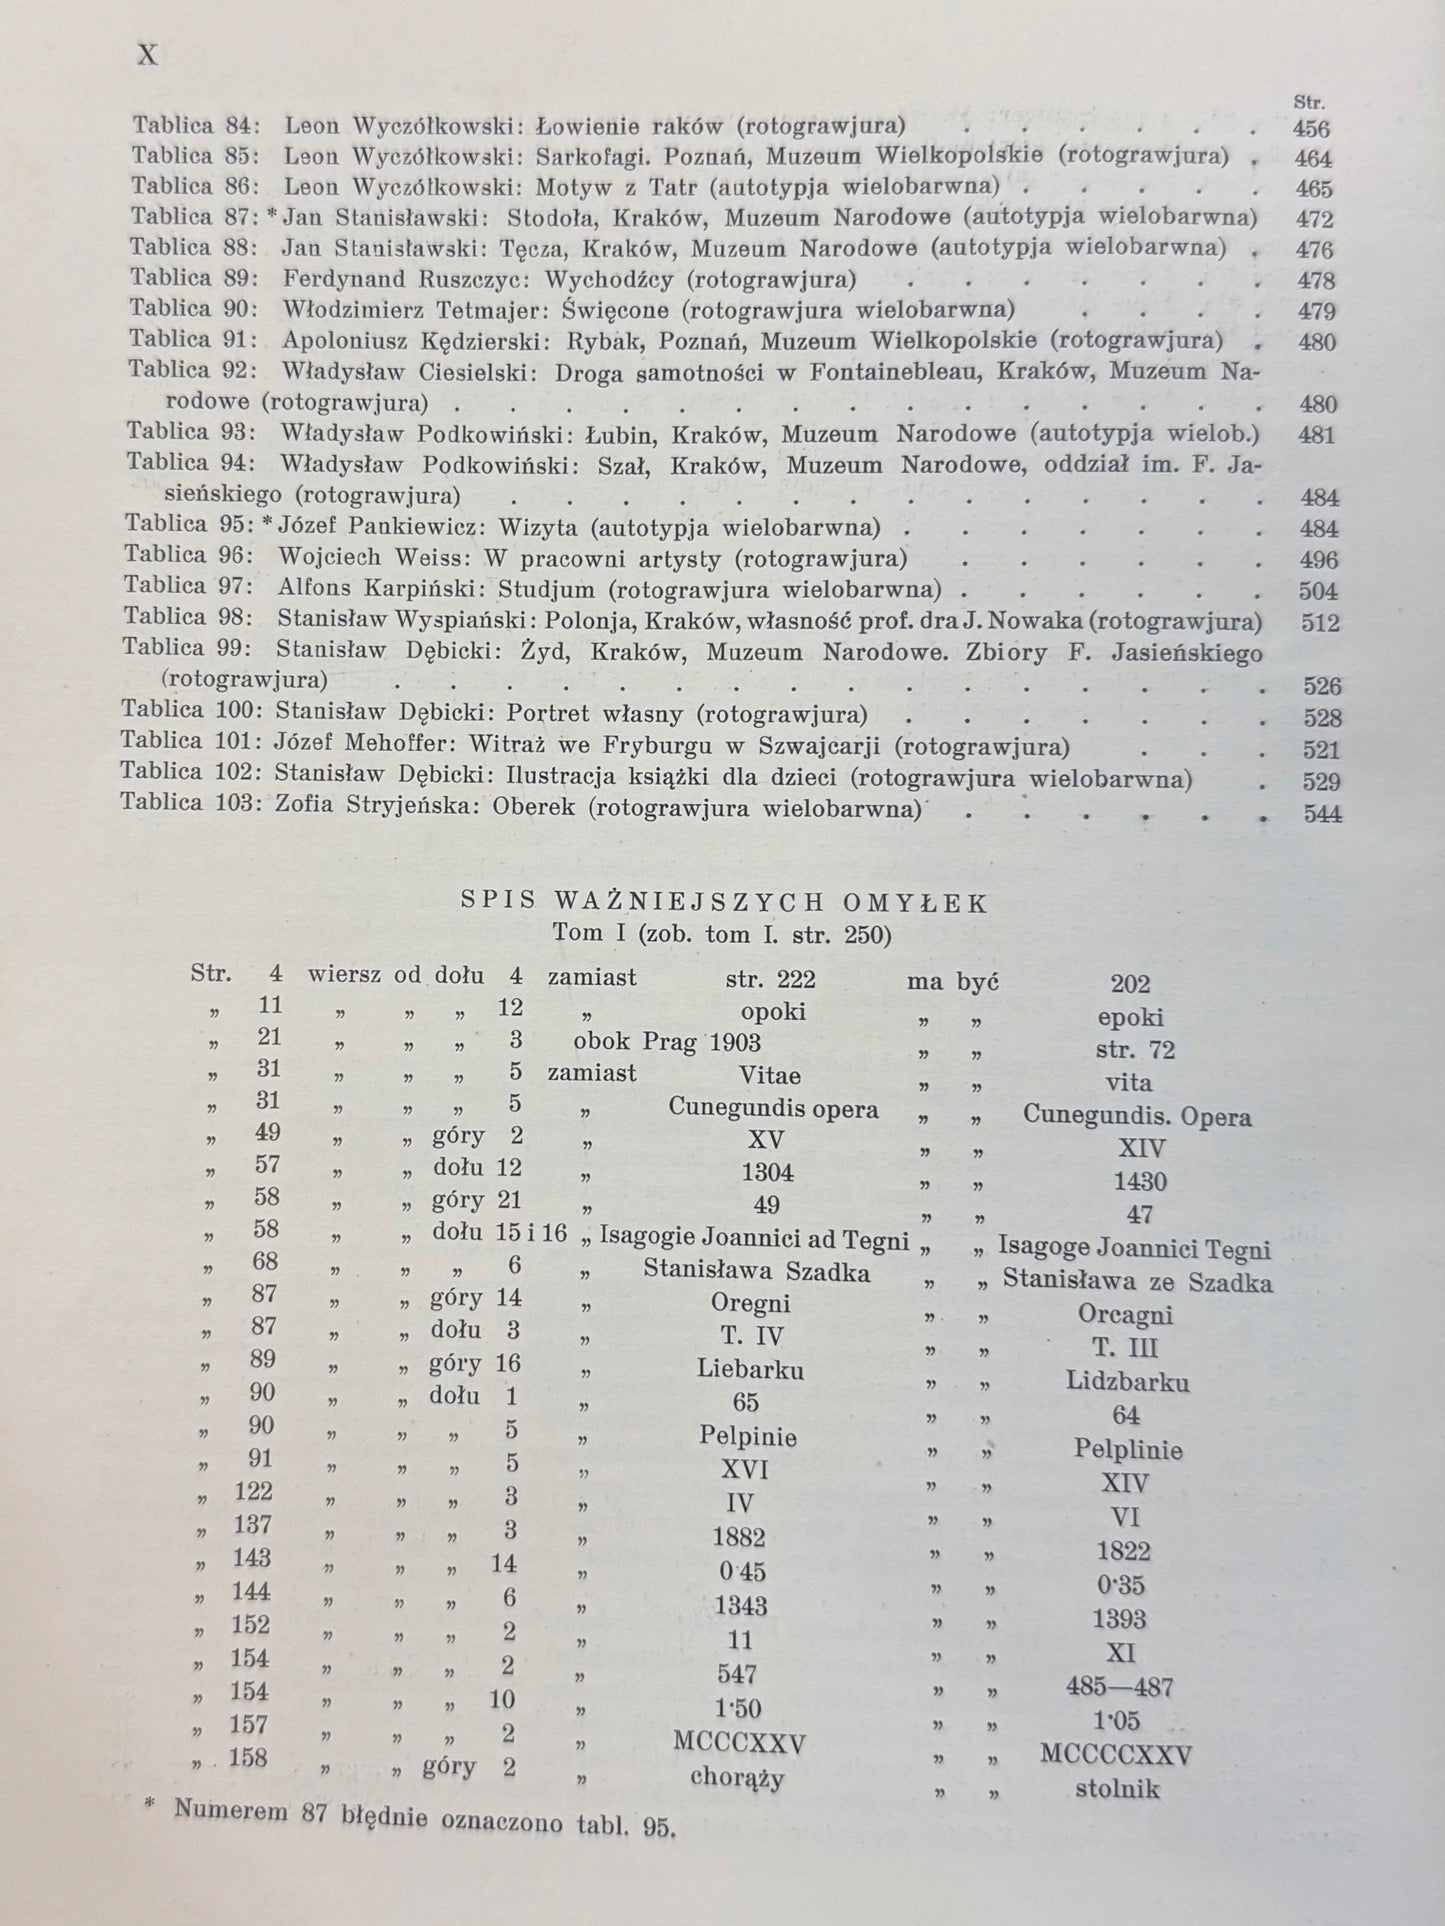 X
Str.
Tablica 84: Leon Wyczółkowski: Łowienie raków (rotograwjura) . . . . . . 456
Tablica 85: Leon Wyczółkowski: Sarkofagi. Poznań, Muzeum Wielkopolskie (rotograwjura) . 464
Tablica 86: Leon Wyczółkowski: Motyw z Tatr (autotypja wielobarwna) . . . . . 465
Tablica 87: * Jan Stanisławski: Stodoła, Kraków, Muzeum Narodowe (autotypja wielobarwna) 472
Tablica 88: Jan Stanisławski: Tęcza, Kraków, Muzeum Narodowe (autotypja wielobarwna) . 476
Tablica 89: Ferdynand Ruszczyc: Wychodźcy (rotograwjura) . . . . . . . 478
Tablica 90: Włodzimierz Tetmajer: Święcone (rotograwjura wielobarwna) . . . . 479
Tablica 91: Apoloniusz Kędzierski: Rybak, Poznań, Muzeum Wielkopolskie (rotograwjura) . 480
Tablica 92: Władysław Ciesielski: Droga samotności w Fontainebleau, Kraków, Muzeum Na-
rodowe (rotograwjura) . . . . . . . . . . . . . . . 480
Tablica 93: Władysław Podkowiński: Łubin, Kraków, Muzeum Narodowe (autotypja wielob.) 481
Tablica 94: Władysław Podkowiński: Szał, Kraków, Muzeum Narodowe, oddział im. F. Ja-
sieńskiego (rotograwjura) . . . . . . . . . . . . . . 484
Tablica 95: * Józef Pankiewicz: Wizyta (autotypja wielobarwna) . . . . . . . 484
Tablica 96: Wojciech Weiss: W pracowni artysty (rotograwjura) . . . . . . 496
Tablica 97: Alfons Karpiński: Studjum (rotograwjura wielobarwna) . . . . . . 504
Tablica 98: Stanisław Wyspiański: Polonja, Kraków, własność prof. dra J. Nowaka (rotograwjura) 512
Tablica 99: Stanisław Dębicki: Żyd, Kraków, Muzeum Narodowe. Zbiory F. Jasieńskiego
(rotograwjura) . . . . . . . . . . . . . . . . 526
Tablica 100: Stanisław Dębicki: Portret własny (rotograwjura) . . . . . . . 528
Tablica 101: Józef Mehoffer: Witraż we Fryburgu w Szwajcarji (rotograwjura) . . . 521
Tablica 102: Stanisław Dębicki: Ilustracja książki dla dzieci (rotograwjura wielobarwna) . 529
Tablica 103: Zofia Stryjeńska: Oberek (rotograwjura wielobarwna) . . . . . . 544
SPIS WAŻNIEJSZYCH OMYŁEK
Tom I (zob. tom I. str. 250)
Str. 4 wiersz od dołu 4 zamiast str. 222 ma być 202
„ 11 „ „ „ 12 „ opoki „ „ epoki
„ 21 „ „ „ 3 obok Prag 1903 „ „ str. 72
„ 31 „ „ „ 5 zamiast Vitae „ „ vita
„ 31 „ „ „ 5 „ Cunegundis opera „ „ Cunegundis. Opera
„ 49 „ „ góry 2 „ XV „ „ XIV
„ 57 „ „ dołu 12 „ 1304 „ „ 1430
„ 58 „ „ góry 21 „ 49 „ „ 47
„ 58 „ „ dołu 15 i 16 „ Isagogie Joannici ad Tegni „ „ Isagoge Joannici Tegni
„ 68 „ „ „ 6 „ Stanisława Szadka „ „ Stanisława ze Szadka
„ 87 „ „ góry 14 „ Oregni „ „ Orcagni
„ 87 „ „ dołu 3 „ T. IV „ „ T. III
„ 89 „ „ góry 16 „ Liebarku „ „ Lidzbarku
„ 90 „ „ dołu 1 „ 65 „ „ 64
„ 90 „ „ „ 5 „ Pelpinie „ „ Pelplinie
„ 91 „ „ „ 5 „ XVI „ „ XIV
„ 122 „ „ „ 3 „ IV „ „ VI
„ 137 „ „ „ 3 „ 1882 „ „ 1822
„ 143 „ „ „ 14 „ 0·45 „ „ 0·35
„ 144 „ „ „ 6 „ 1343 „ „ 1393
„ 152 „ „ „ 2 „ 11 „ „ XI
„ 154 „ „ „ 2 „ 547 „ „ 485—487
„ 154 „ „ „ 10 „ 1·50 „ „ 1·05
„ 157 „ „ „ 2 „ MCCCXXV „ „ MCCCCXXV
„ 158 „ „ góry 2 „ chorąży „ „ stolnik
* Numerem 87 błędnie oznaczono tabl. 95.